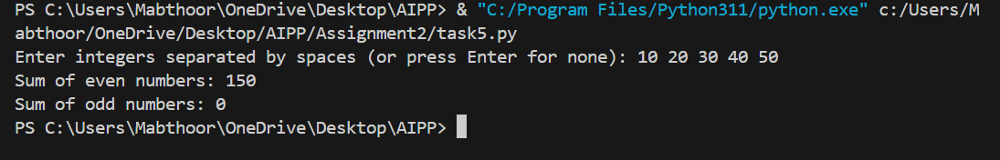 PS C:\Users\Mabthoor\OneDrive\Desktop\AIPP> & "C:/Program Files/Python311/python.exe" c:/Users/M
abthoor/OneDrive/Desktop/AIPP/Assignment2/task5.py
Enter integers separated by spaces (or press Enter for none): 10 20 30 40 50
Sum of even numbers: 150
Sum of odd numbers: 0
PS C:\Users\Mabthoor\OneDrive\Desktop\AIPP>